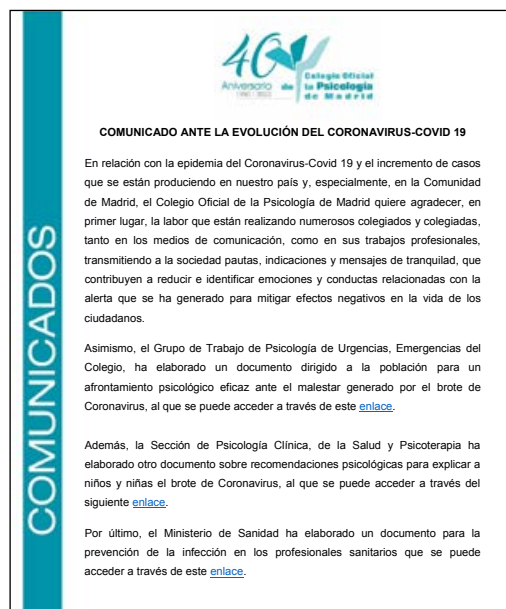 COMUNICADOS
40
Aniversario
Colegio Oficial
de la Psicología
de Madrid
COMUNICADO ANTE LA EVOLUCIÓN DEL CORONAVIRUS-COVID 19
En relación con la epidemia del Coronavirus-Covid 19 y el incremento de casos
que se están produciendo en nuestro país y, especialmente, en la Comunidad
de Madrid, el Colegio Oficial de la Psicología de Madrid quiere agradecer, en
primer lugar, la labor que están realizando numerosos colegiados y colegiadas,
tanto en los medios de comunicación, como en sus trabajos profesionales,
transmitiendo a la sociedad pautas, indicaciones y mensajes de tranquilad, que
contribuyen a reducir e identificar emociones y conductas relacionadas con la
alerta que se ha generado para mitigar efectos negativos en la vida de los
ciudadanos.
Asimismo, el Grupo de Trabajo de Psicología de Urgencias, Emergencias del
Colegio, ha elaborado un documento dirigido a la población para un
afrontamiento psicológico eficaz ante el malestar generado por el brote de
Coronavirus, al que se puede acceder a través de este enlace.
Además, la Sección de Psicología Clínica, de la Salud y Psicoterapia ha
elaborado otro documento sobre recomendaciones psicológicas para explicar a
niños y niñas el brote de Coronavirus, al que se puede acceder a través del
siguiente enlace.
Por último, el Ministerio de Sanidad ha elaborado un documento para la
prevención de la infección en los profesionales sanitarios que se puede
acceder a través de este enlace.